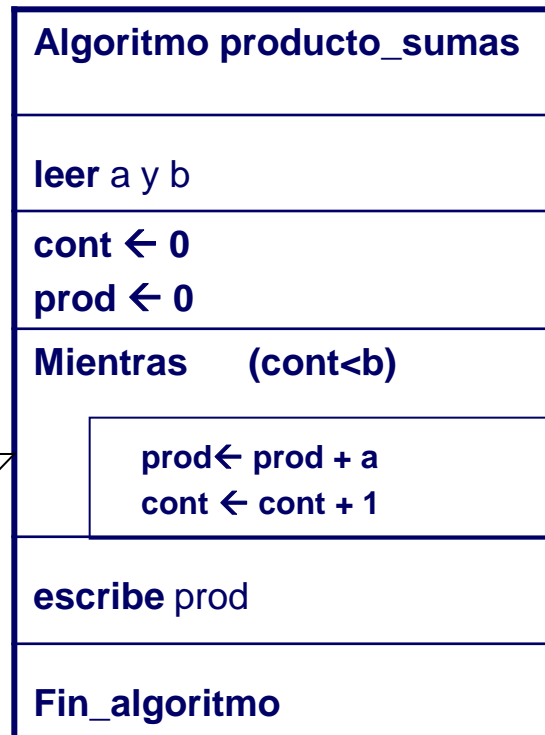 Algoritmo producto_sumas
leer a y b
cont ← 0
prod ← 0
Mientras (cont<b)
prod← prod + a
cont ← cont + 1
escribe prod
Fin_algoritmo